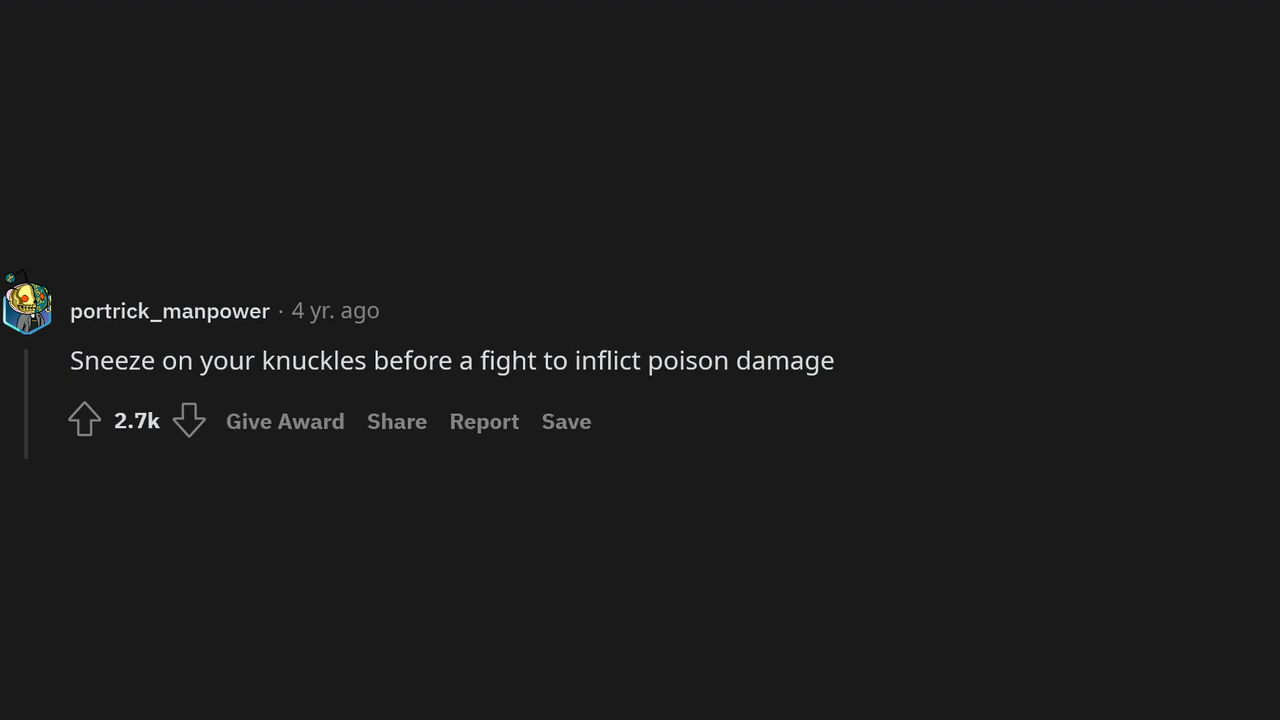 portrick_manpower · 4 yr. ago
Sneeze on your knuckles before a fight to inflict poison damage
2.7k Give Award Share Report Save